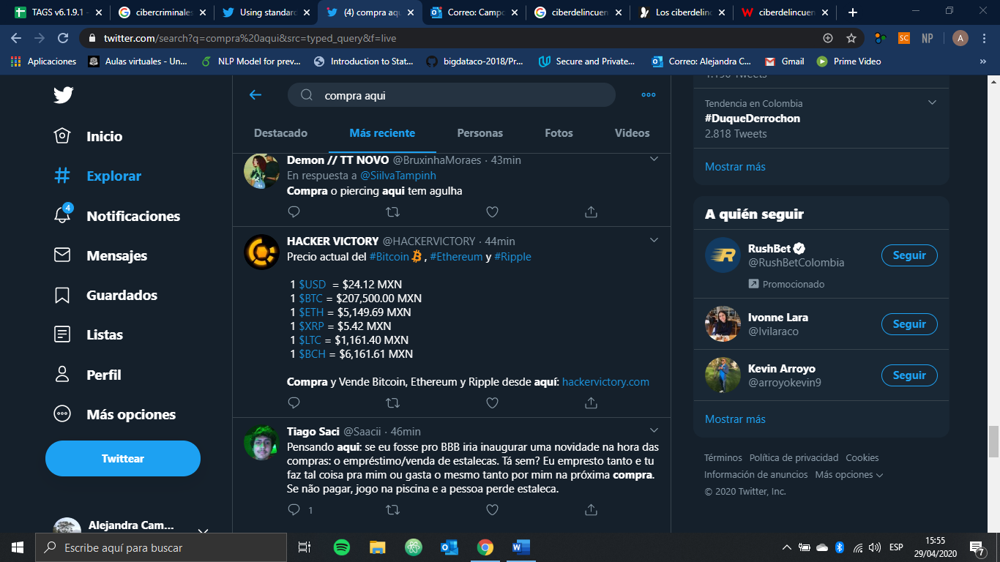 TAGS v6.1.9.1 -
cibercriminales
Using standard
(4) compra aqu
Correo: Campo
ciberdelincuen
Los ciberdelinc
ciberdelincuen
twitter.com/search?q=compra%20aqui&src=typed_query&f=live
SC
NP
A
Aplicaciones
Aulas virtuales - Un...
NLP Model for prev...
Introduction to Stat...
bigdataco-2018/Pr...
Secure and Private...
Correo: Alejandra C...
Gmail
Prime Video
»
Inicio
Explorar
4
Notificaciones
Mensajes
Guardados
Listas
Perfil
Más opciones
Twittear
Alejandra Cam...
compra aqui
Destacado
Más reciente
Personas
Fotos
Videos
Demon // TT NOVO @BruxinhaMoraes · 43min
En respuesta a @SiilvaTampinh
Compra o piercing aqui tem agulha
HACKER VICTORY @HACKERVICTORY · 44min
Precio actual del #Bitcoin , #Ethereum y #Ripple
1 $USD = $24.12 MXN
1 $BTC = $207,500.00 MXN
1 $ETH = $5,149.69 MXN
1 $XRP = $5.42 MXN
1 $LTC = $1,161.40 MXN
1 $BCH = $6,161.61 MXN
Compra y Vende Bitcoin, Ethereum y Ripple desde aquí: hackervictory.com
Tiago Saci @Saacii · 46min
Pensando aqui: se eu fosse pro BBB iria inaugurar uma novidade na hora das
compras: o empréstimo/venda de estalecas. Tá sem? Eu empresto tanto e tu
faz tal coisa pra mim ou gasta o mesmo tanto por mim na próxima compra.
Se não pagar, jogo na piscina e a pessoa perde estaleca.
1
Tendencia en Colombia
#DuqueDerrochon
2.818 Tweets
Mostrar más
A quién seguir
RushBet
@RushBetColombia
Promocionado
Seguir
Ivonne Lara
@Ivilaraco
Seguir
Kevin Arroyo
@arroyokevin9
Seguir
Mostrar más
Términos Política de privacidad Cookies
Información de anuncios Más opciones
© 2020 Twitter, Inc.
Escribe aquí para buscar
ESP
15:55
29/04/2020
7